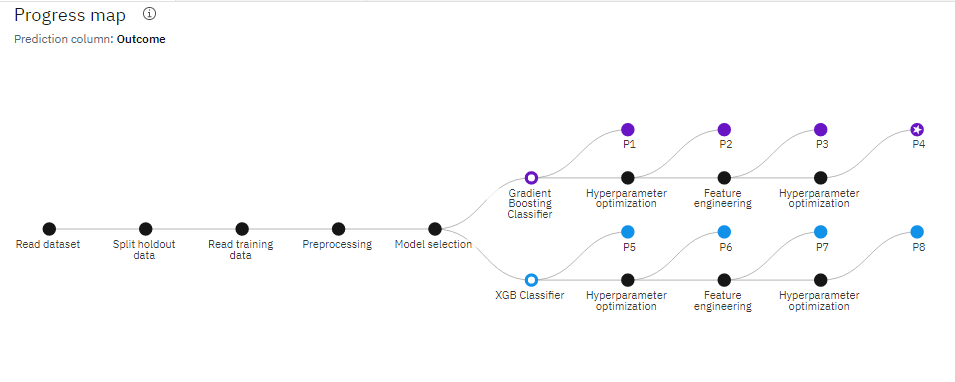 Progress map
Prediction column: Outcome
P1
P2
P3
P4
Gradient
Boosting
Classifier
Hyperparameter
optimization
Feature
engineering
Hyperparameter
optimization
Read dataset
Split holdout
data
Read training
data
Preprocessing
Model selection
P5
P6
P7
P8
XGB Classifier
Hyperparameter
optimization
Feature
engineering
Hyperparameter
optimization